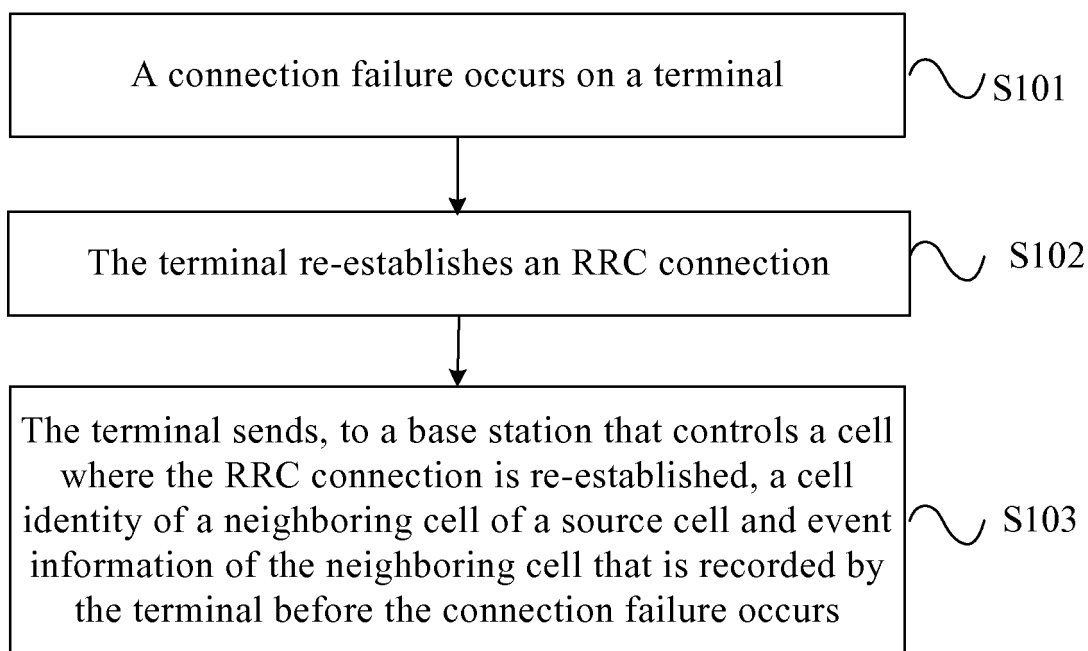 A connection failure occurs on a terminal
S101
The terminal re-establishes an RRC connection
S102
The terminal sends, to a base station that controls a cell
where the RRC connection is re-established, a cell
identity of a neighboring cell of a source cell and event
information of the neighboring cell that is recorded by
the terminal before the connection failure occurs
S103